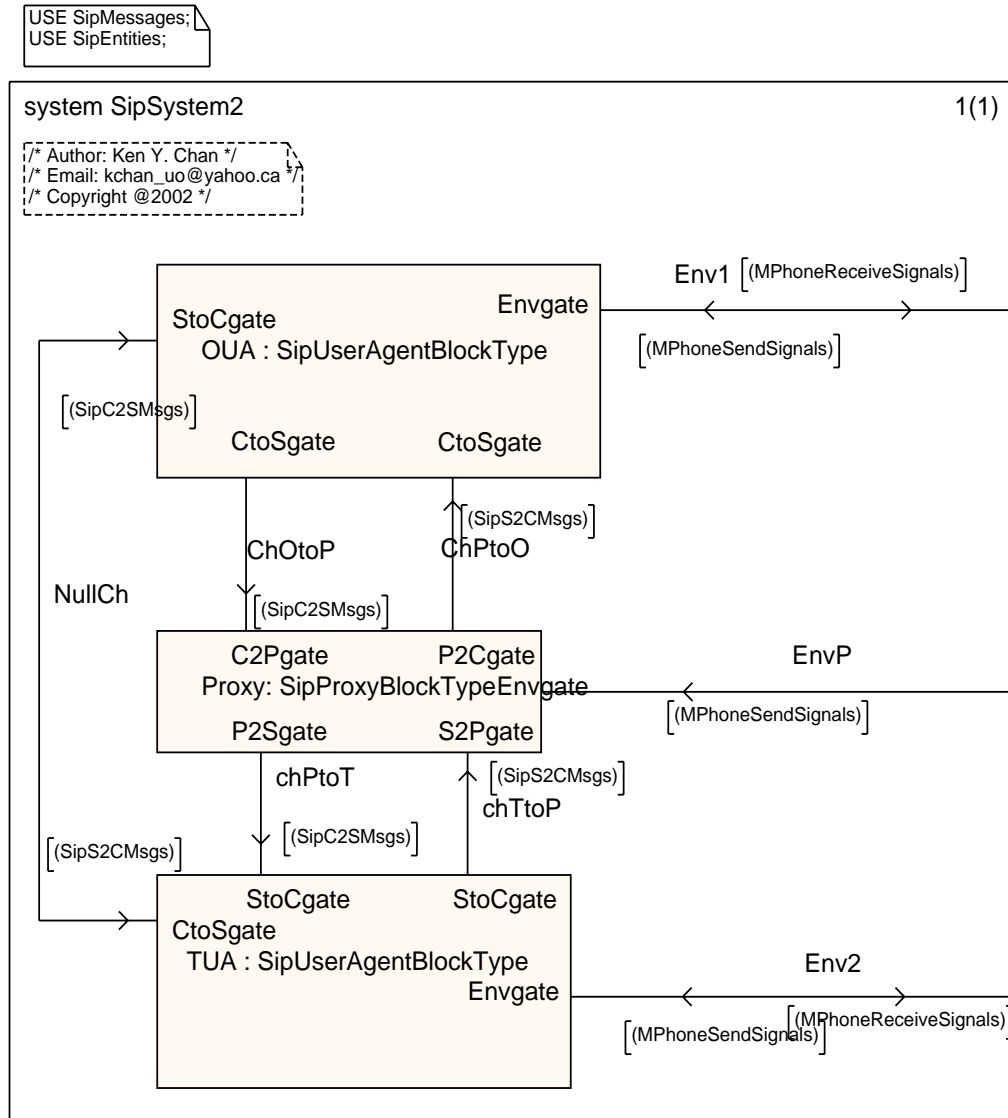 USE SipMessages;
USE SipEntities;
system SipSystem2
1(1)
/* Author: Ken Y. Chan */
/* Email: kchan_uo@yahoo.ca */
/* Copyright @2002 */
Env1
(MPhoneReceiveSignals)
Envgate
StoCgate
OUA : SipUserAgentBlockType
(MPhoneSendSignals)
(SipC2SMsgs)
CtoSgate
CtoSgate
(SipS2CMsgs)
ChOtoP
ChPtoO
NullCh
(SipC2SMsgs)
C2Pgate
P2Cgate
EnvP
Proxy: SipProxyBlockType
Envgate
(MPhoneSendSignals)
P2Sgate
S2Pgate
chPtoT
(SipS2CMsgs)
chTtoP
(SipC2SMsgs)
(SipS2CMsgs)
StoCgate
StoCgate
CtoSgate
TUA : SipUserAgentBlockType
Env2
Envgate
(MPhoneSendSignals)
(MPhoneReceiveSignals)